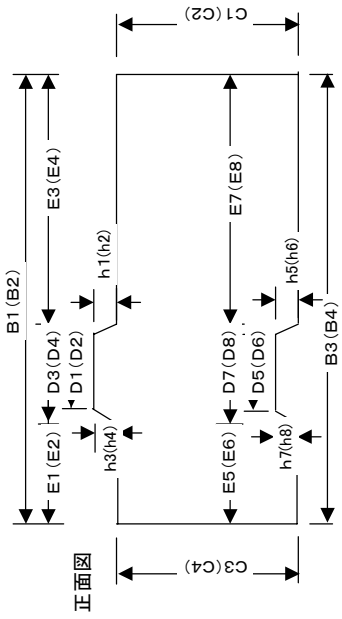 正面図
B1(B2)
E1(E2)
D3(D4)
E3(E4)
D1(D2)
h3(h4)
h1(h2)
C3(C4)
C1(C2)
E5(E6)
D7(D8)
E7(E8)
D5(D6)
h7(h8)
h5(h6)
B3(B4)